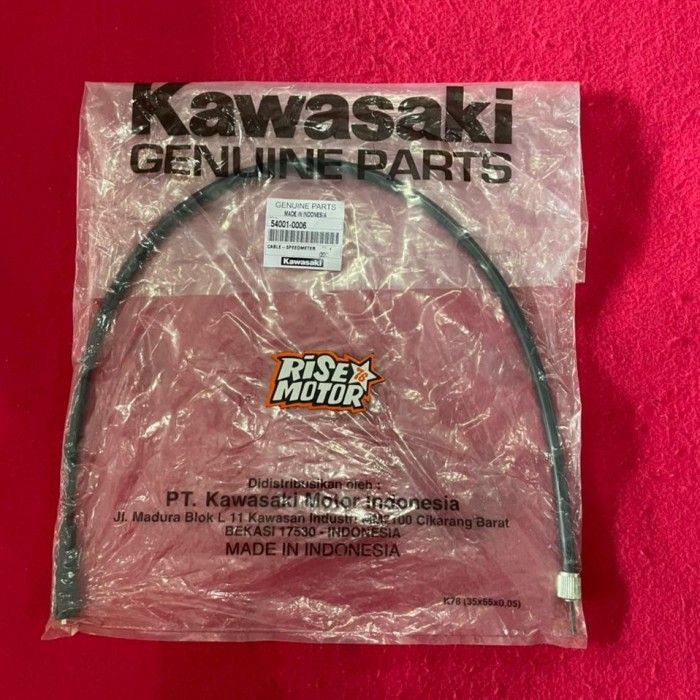 Kawasaki
GENUINE PARTS
GENUINE PARTS
MADE IN INDONESIA
54001-0006
CABLE-SPEEDOMETER
Kawasaki
RiSE
76
MOTOR
Didistribusikan oleh :
PT. Kawasaki Motor Indonesia
Jl. Madura Blok L 11 Kawasan Industri MM-100 Cikarang Barat
BEKASI 17530 - INDONESIA
MADE IN INDONESIA
K78 (35x55x0,05)